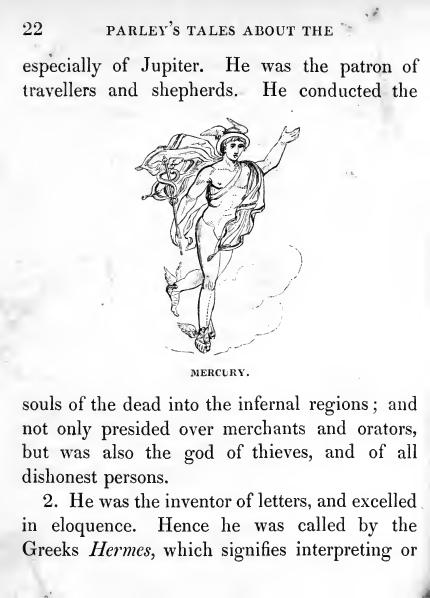 22 PARLEY'S TALES ABOUT THE
especially of Jupiter. He was the patron of
travellers and shepherds. He conducted the
MERCURY.
souls of the dead into the infernal regions; and
not only presided over merchants and orators,
but was also the god of thieves, and of all
dishonest persons.
2. He was the inventor of letters, and excelled
in eloquence. Hence he was called by the
Greeks Hermes, which signifies interpreting or